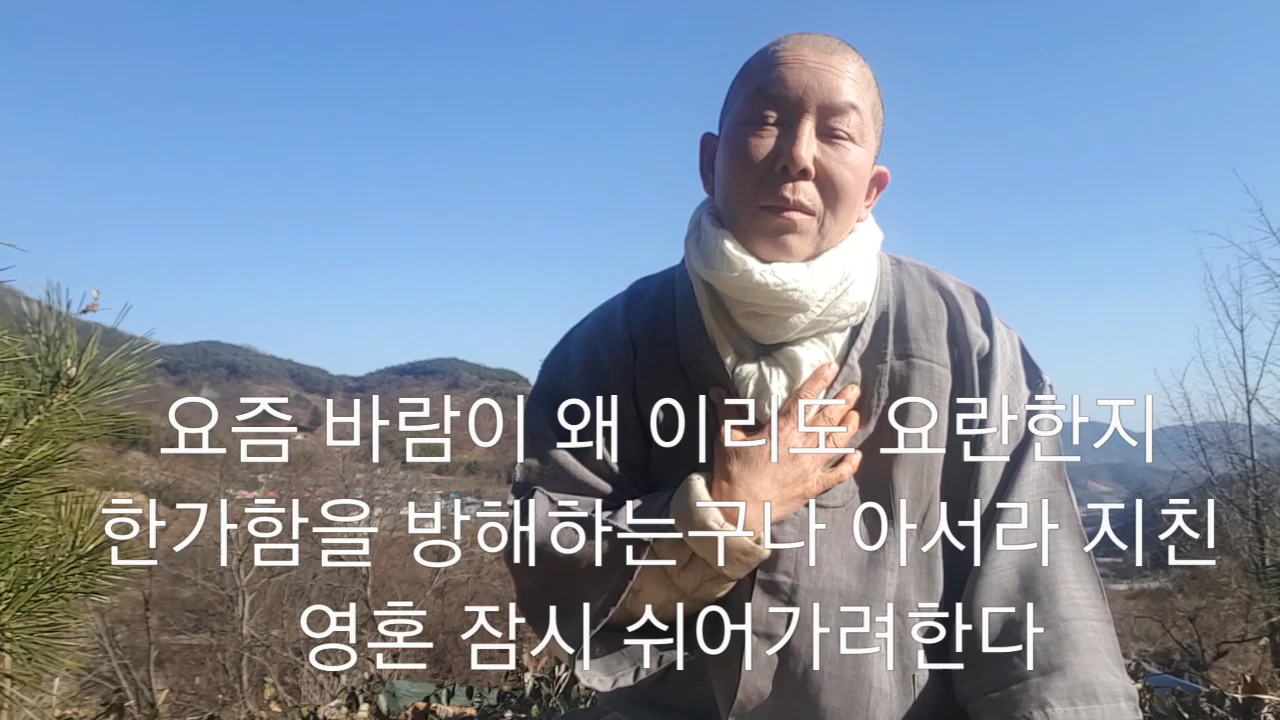 요즘 바람이 왜 이리도 요란한지
한가함을 방해하는구나 아서라 지친
영혼 잠시 쉬어가려한다